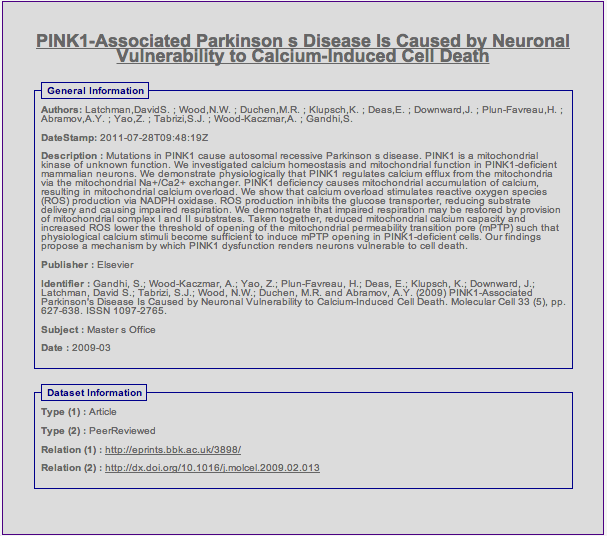 PINK1-Associated Parkinson s Disease Is Caused by Neuronal
Vulnerability to Calcium-Induced Cell Death
General Information
Authors: Latchman,DavidS. ; Wood,N.W. ; Duchen,M.R. ; Klupsch,K. ; Deas,E. ; Downward,J. ; Plun-Favreau,H. ;
Abramov,A.Y. ; Yao,Z. ; Tabrizi,S.J. ; Wood-Kaczmar,A. ; Gandhi,S.
DateStamp: 2011-07-28T09:48:19Z
Description : Mutations in PINK1 cause autosomal recessive Parkinson s disease. PINK1 is a mitochondrial
kinase of unknown function. We investigated calcium homeostasis and mitochondrial function in PINK1-deficient
mammalian neurons. We demonstrate physiologically that PINK1 regulates calcium efflux from the mitochondria
via the mitochondrial Na+/Ca2+ exchanger. PINK1 deficiency causes mitochondrial accumulation of calcium,
resulting in mitochondrial calcium overload. We show that calcium overload stimulates reactive oxygen species
(ROS) production via NADPH oxidase. ROS production inhibits the glucose transporter, reducing substrate
delivery and causing impaired respiration. We demonstrate that impaired respiration may be restored by provision
of mitochondrial complex I and II substrates. Taken together, reduced mitochondrial calcium capacity and
increased ROS lower the threshold of opening of the mitochondrial permeability transition pore (mPTP) such that
physiological calcium stimuli become sufficient to induce mPTP opening in PINK1-deficient cells. Our findings
propose a mechanism by which PINK1 dysfunction renders neurons vulnerable to cell death.
Publisher : Elsevier
Identifier : Gandhi, S.; Wood-Kaczmar, A.; Yao, Z.; Plun-Favreau, H.; Deas, E.; Klupsch, K.; Downward, J.;
Latchman, David S.; Tabrizi, S.J.; Wood, N.W.; Duchen, M.R. and Abramov, A.Y. (2009) PINK1-Associated
Parkinson's Disease Is Caused by Neuronal Vulnerability to Calcium-Induced Cell Death. Molecular Cell 33 (5), pp.
627-638. ISSN 1097-2765.
Subject : Master s Office
Date : 2009-03
Dataset Information
Type (1) : Article
Type (2) : PeerReviewed
Relation (1) : http://eprints.bbk.ac.uk/3898/
Relation (2) : http://dx.doi.org/10.1016/j.molcel.2009.02.013